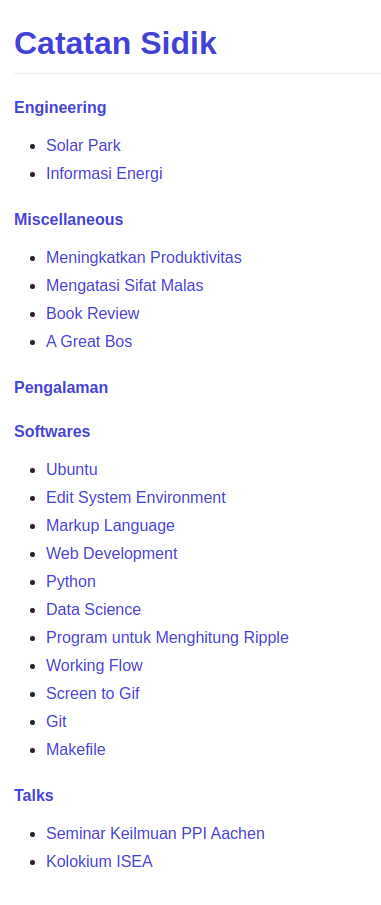 Catatan Sidik
Engineering
Solar Park
Informasi Energi
Miscellaneous
Meningkatkan Produktivitas
Mengatasi Sifat Malas
Book Review
A Great Bos
Pengalaman
Softwares
Ubuntu
Edit System Environment
Markup Language
Web Development
Python
Data Science
Program untuk Menghitung Ripple
Working Flow
Screen to Gif
Git
Makefile
Talks
Seminar Keilmuan PPI Aachen
Kolokium ISEA